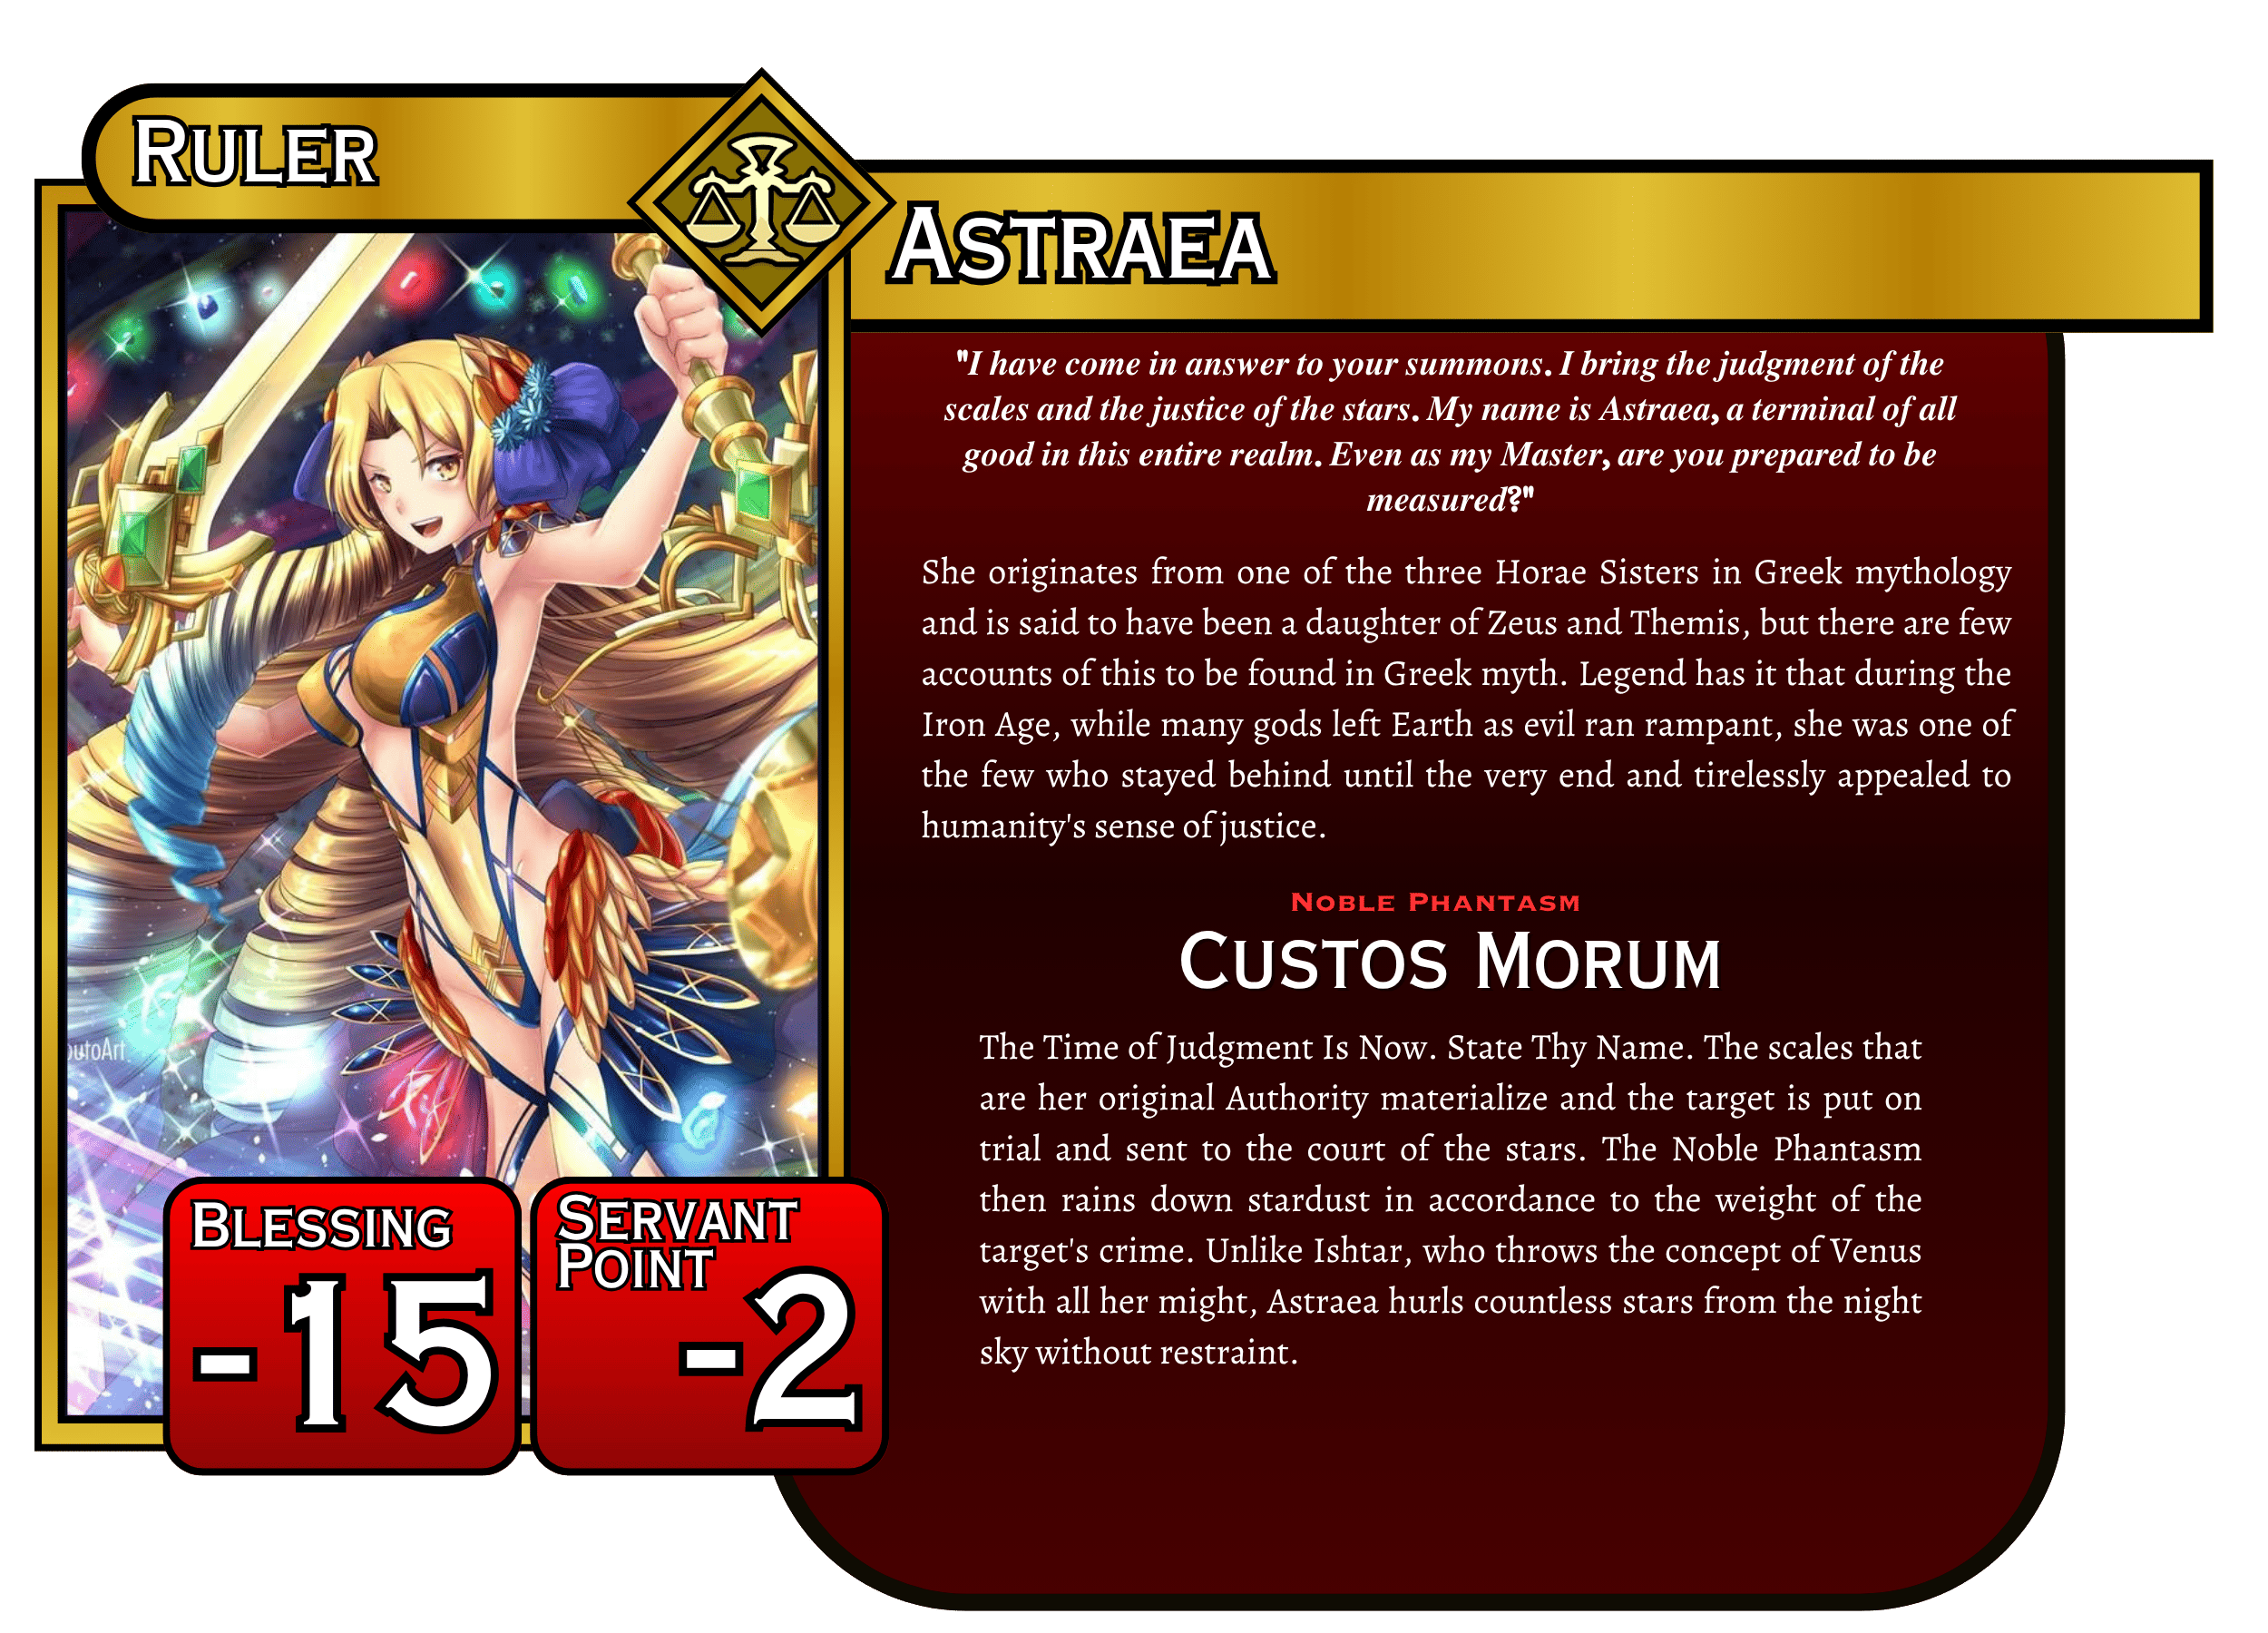 RULER
ASTRAEA
"I have come in answer to your summons. I bring the judgment of the
scales and the justice of the stars. My name is Astraea, a terminal of all
good in this entire realm. Even as my Master, are you prepared to be
measured?"
She originates from one of the three Horae Sisters in Greek mythology
and is said to have been a daughter of Zeus and Themis, but there are few
accounts of this to be found in Greek myth. Legend has it that during the
Iron Age, while many gods left Earth as evil ran rampant, she was one of
the few who stayed behind until the very end and tirelessly appealed to
humanity's sense of justice.
NOBLE PHANTASM
CUSTOS MORUM
The Time of Judgment Is Now. State Thy Name. The scales that
are her original Authority materialize and the target is put on
trial and sent to the court of the stars. The Noble Phantasm
then rains down stardust in accordance to the weight of the
target's crime. Unlike Ishtar, who throws the concept of Venus
with all her might, Astraea hurls countless stars from the night
sky without restraint.
outoArt
BLESSING
-15
SERVANT
POINT
-2